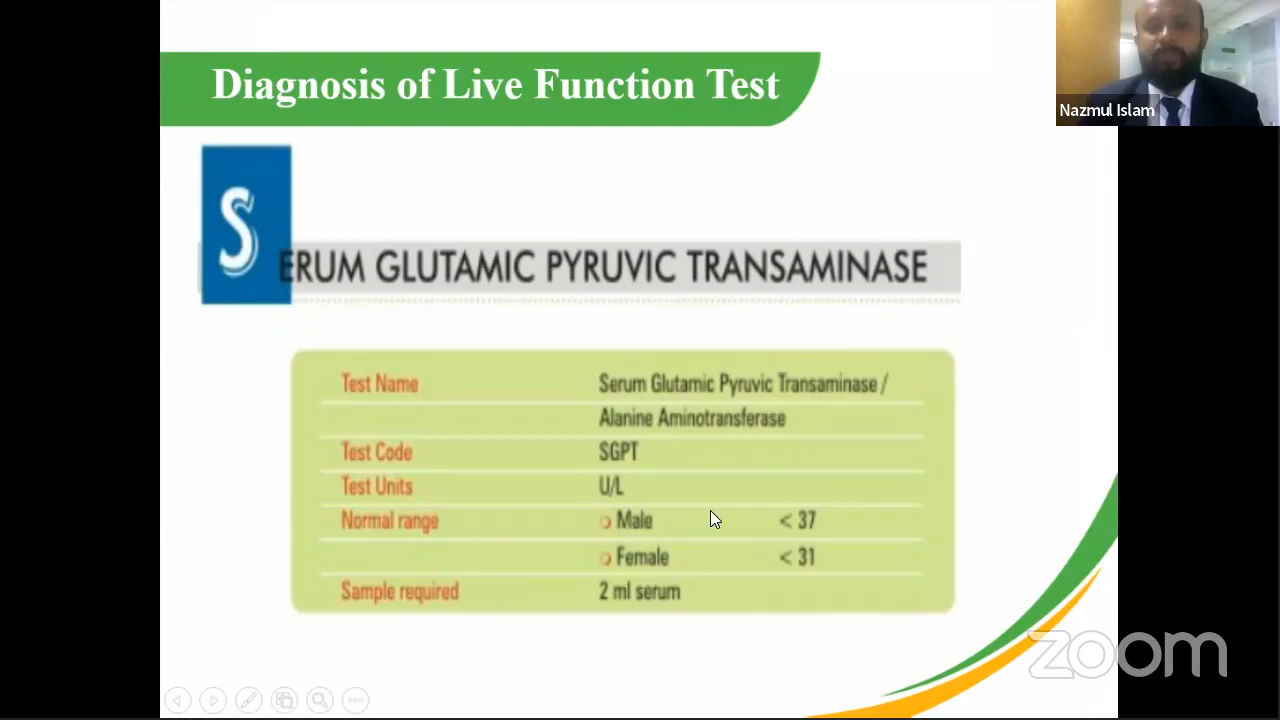 Diagnosis of Live Function Test
Nazmul Islam
SERUM GLUTAMIC PYRUVIC TRANSAMINASE
Test Name Serum Glutamic Pyruvic Transaminase /
Alanine Aminotransferase
Test Code SGPT
Test Units U/L
Normal range Male < 37
Female < 31
Sample required 2 ml serum
zoom